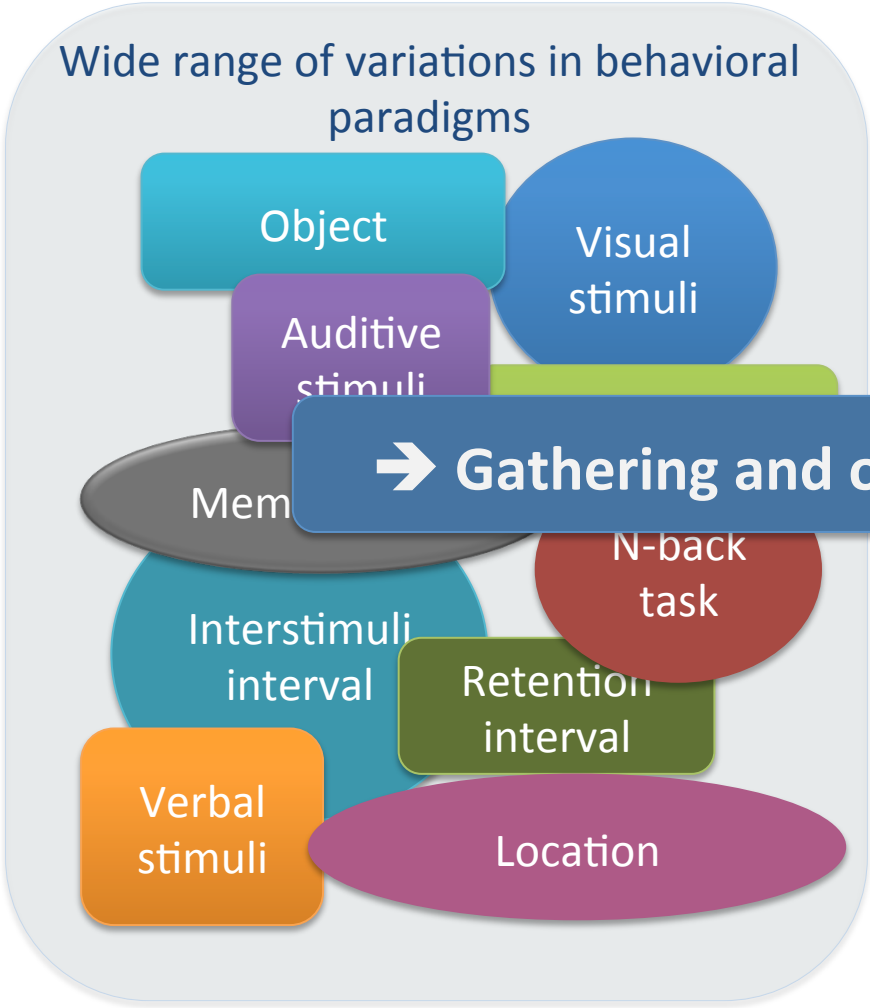 Wide range of variations in behavioral
paradigms
Object
Visual
stimuli
Auditive
stimuli
➔ Gathering and
N-back
task
Interstimuli
interval
Retention
interval
Verbal
stimuli
Location